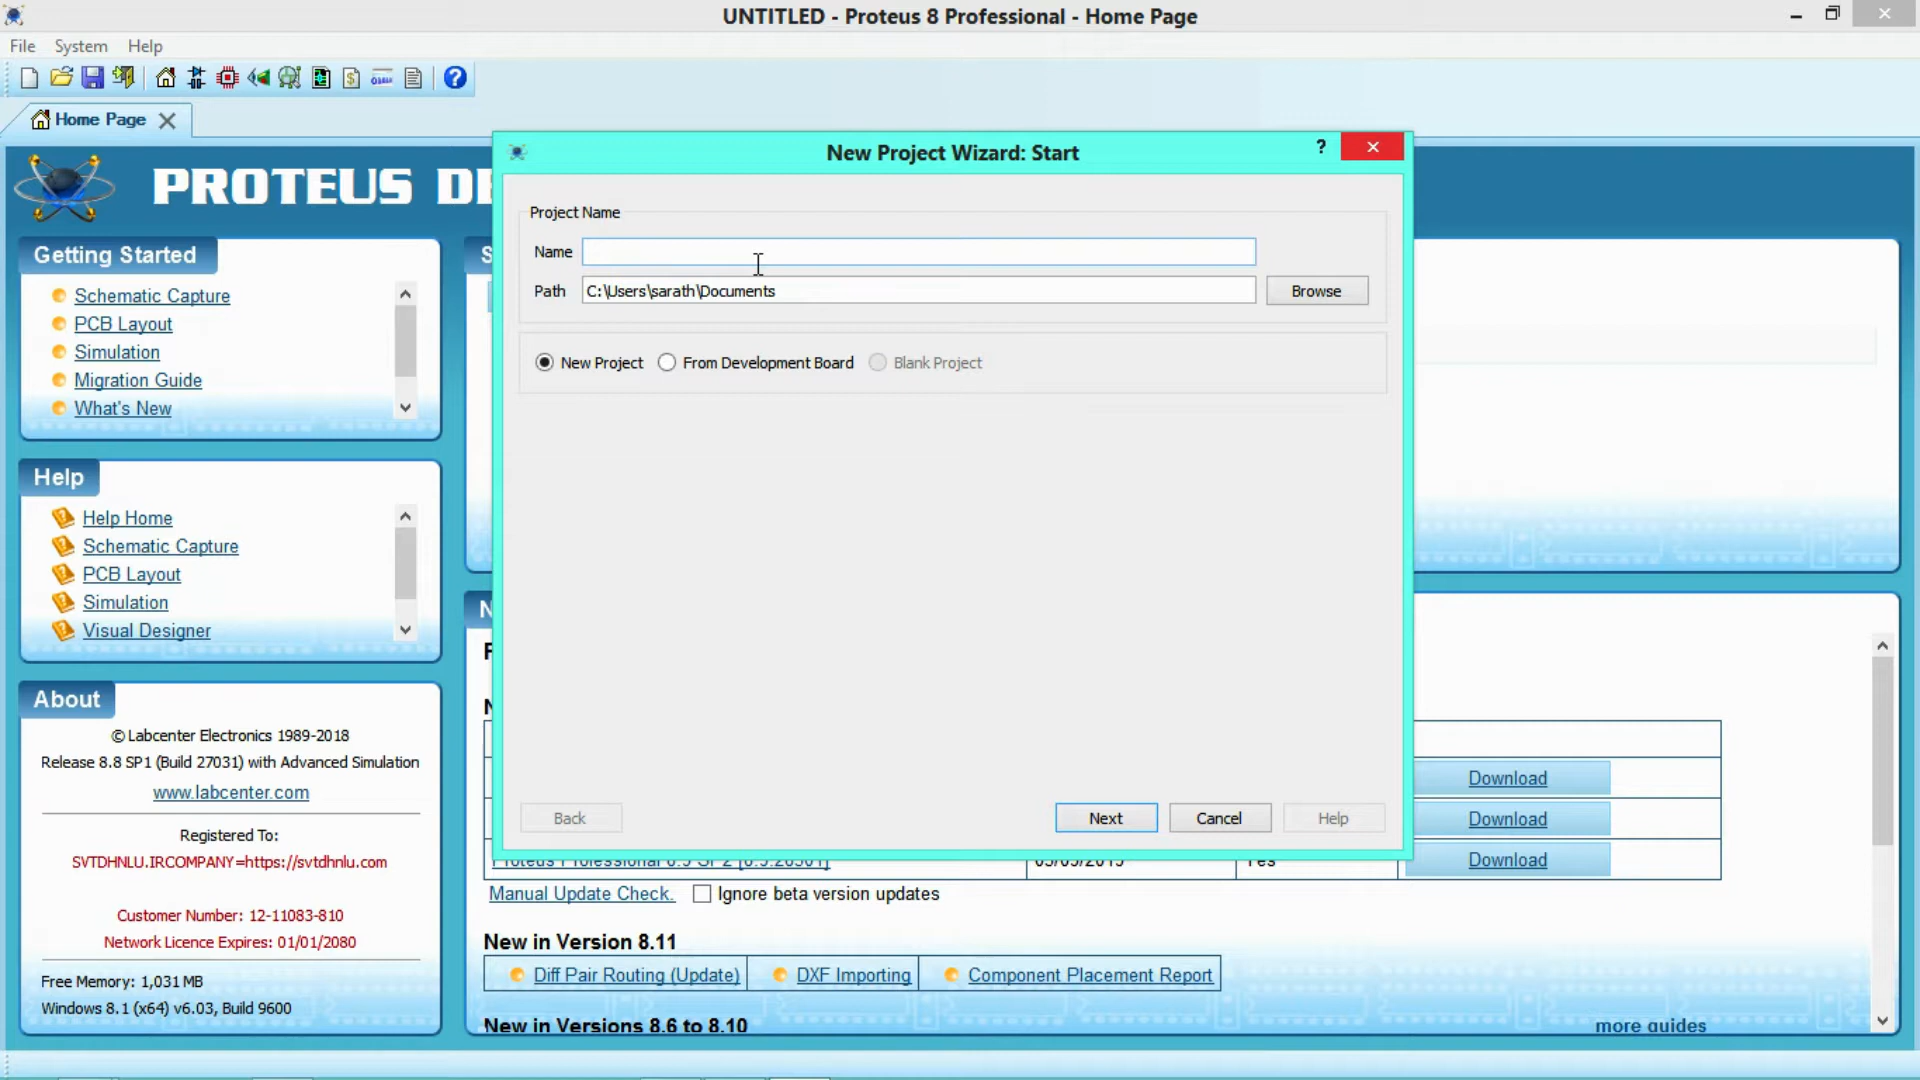 UNTITLED - Proteus 8 Professional - Home Page
File System Help
Home Page
PROTEUS DE
New Project Wizard: Start
?
Project Name
Name
Path C:\Users\sarath\Documents Browse
New Project From Development Board Blank Project
Back Next Cancel Help
Getting Started
Schematic Capture
PCB Layout
Simulation
Migration Guide
What's New
Help
Help Home
Schematic Capture
PCB Layout
Simulation
Visual Designer
About
© Labcenter Electronics 1989-2018
Release 8.8 SP1 (Build 27031) with Advanced Simulation
www.labcenter.com
Registered To:
SVTDHNLU.IRCOMPANY=https://svtdhnlu.com
Customer Number: 12-11083-810
Network Licence Expires: 01/01/2080
Free Memory: 1,031 MB
Windows 8.1 (x64) v6.03, Build 9600
S
N
F
N
Download
Download
Proteus Professional Yes Download
Manual Update Check. Ignore beta version updates
New in Version 8.11
Diff Pair Routing (Update) DXF Importing Component Placement Report
New in Versions 8.6 to 8.10
more guides